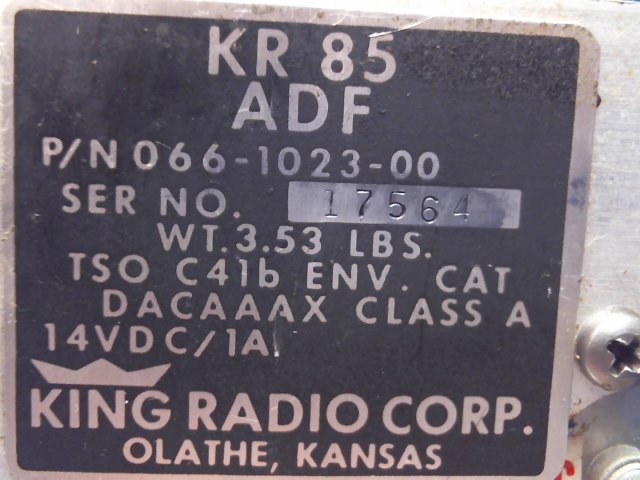 KR 85
ADF
P/N 066-1023-00
SER NO. 17564
WT. 3.53 LBS.
TSO C41b ENV. CAT
DACAAAX CLASS A
14VDC/1A
KING RADIO CORP.
OLATHE, KANSAS